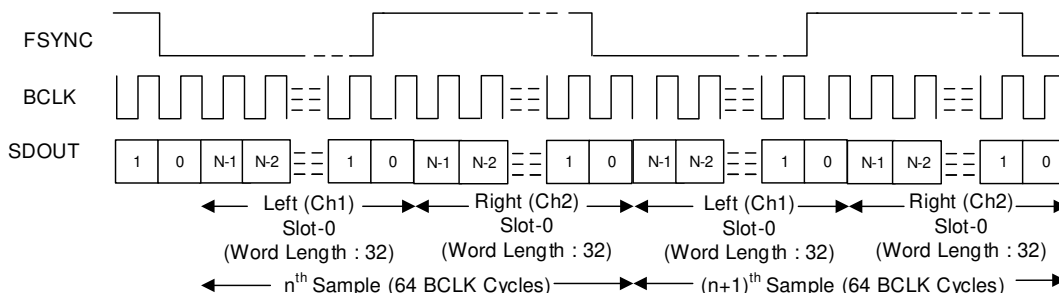 FSYNC
BCLK
SDOUT
1 0 N-1 N-2 1 0 N-1 N-2 1 0 N-1 N-2 1 0 N-1 N-2 1 0
Left (Ch1) Right (Ch2) Left (Ch1) Right (Ch2)
Slot-0 Slot-0 Slot-0 Slot-0
(Word Length : 32) (Word Length : 32) (Word Length : 32) (Word Length : 32)
nth Sample (64 BCLK Cycles) (n+1)th Sample (64 BCLK Cycles)